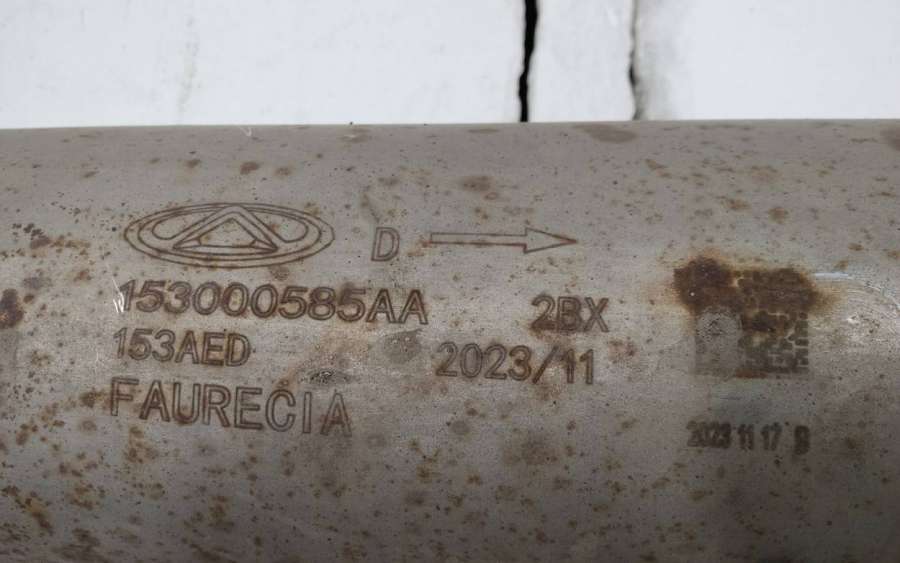 D
153000585AA 2BX
153AED 2023/11
FAURECIA
2023 11 17 B